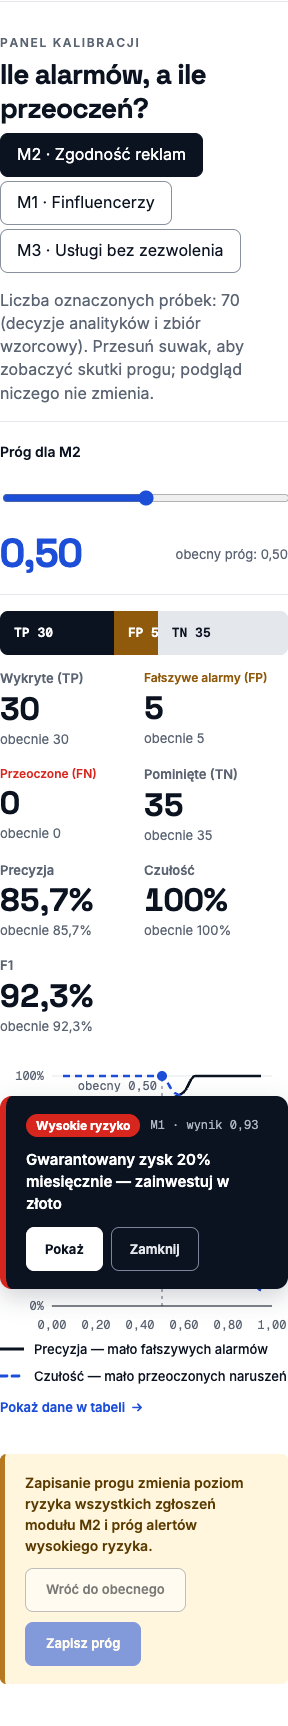 PANEL KALIBRACJI
Ile alarmów, a ile
przeoczeń?
M2 · Zgodność reklam
M1 · Finfluencerzy
M3 · Usługi bez zezwolenia
Liczba oznaczonych próbek: 70
(decyzje analityków i zbiór
wzorcowy). Przesuń suwak, aby
zobaczyć skutki progu; podgląd
niczego nie zmienia.
Próg dla M2
0,50
obecny próg: 0,50
TP 30 FP 5 TN 35
Wykryte (TP) Fałszywe alarmy (FP)
30 5
obecnie 30 obecnie 5
Przeoczone (FN) Pominięte (TN)
0 35
obecnie 0 obecnie 35
Precyzja Czułość
85,7% 100%
obecnie 85,7% obecnie 100%
F1
92,3%
obecnie 92,3%
100%
obecny 0,50
Wysokie ryzyko M1 · wynik 0,93
Gwarantowany zysk 20%
miesięcznie — zainwestuj w
złoto
Pokaż Zamknij
0%
0,00 0,20 0,40 0,60 0,80 1,00
Precyzja — mało fałszywych alarmów
Czułość — mało przeoczonych naruszeń
Pokaż dane w tabeli →
Zapisanie progu zmienia poziom
ryzyka wszystkich zgłoszeń
modułu M2 i próg alertów
wysokiego ryzyka.
Wróć do obecnego
Zapisz próg